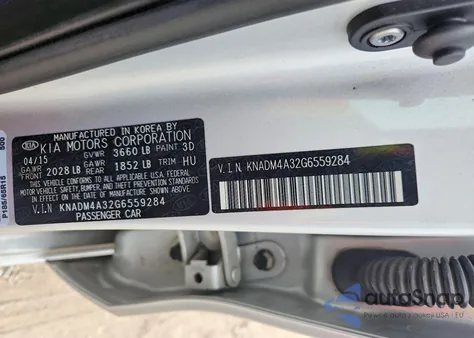 MANUFACTURED IN KOREA BY
KIA KIA MOTORS CORPORATION
04/15 GVWR 3660 LB PAINT 3D
GAWR FRONT 2028 LB GAWR REAR 1852 LB TRIM HU
THIS VEHICLE CONFORMS TO ALL APPLICABLE
U.S. FEDERAL MOTOR VEHICLE SAFETY, BUMPER,
AND THEFT PREVENTION STANDARDS IN EFFECT ON
THE DATE OF MANUFACTURE SHOWN ABOVE.
V.I.N KNADM4A32G6559284
PASSENGER CAR
V.I.N KNADM4A32G6559284
P185/65R15
autoSnap